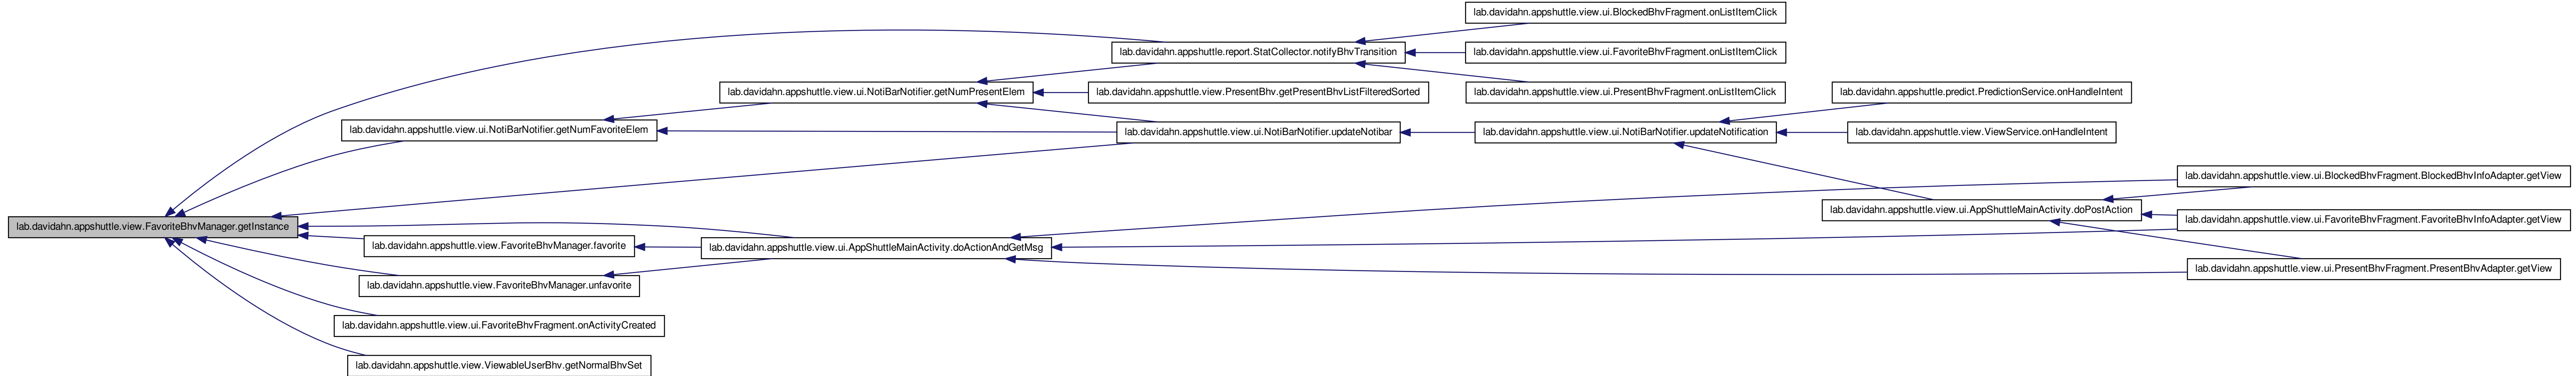 lab.davidahn.appshuttle.view.ui.BlockedBhvFragment.onListItemClick
lab.davidahn.appshuttle.report.StatCollector.notifyBhvTransition
lab.davidahn.appshuttle.view.ui.FavoriteBhvFragment.onListItemClick
lab.davidahn.appshuttle.view.ui.NotiBarNotifier.getNumPresentElem
lab.davidahn.appshuttle.view.PresentBhv.getPresentBhvListFilteredSorted
lab.davidahn.appshuttle.view.ui.PresentBhvFragment.onListItemClick
lab.davidahn.appshuttle.predict.PredictionService.onHandleIntent
lab.davidahn.appshuttle.view.ui.NotiBarNotifier.getNumFavoriteElem
lab.davidahn.appshuttle.view.ui.NotiBarNotifier.updateNotibar
lab.davidahn.appshuttle.view.ui.NotiBarNotifier.updateNotification
lab.davidahn.appshuttle.view.ViewService.onHandleIntent
lab.davidahn.appshuttle.view.ui.BlockedBhvFragment.BlockedBhvInfoAdapter.getView
lab.davidahn.appshuttle.view.ui.AppShuttleMainActivity.doPostAction
lab.davidahn.appshuttle.view.ui.FavoriteBhvFragment.FavoriteBhvInfoAdapter.getView
lab.davidahn.appshuttle.view.FavoriteBhvManager.getInstance
lab.davidahn.appshuttle.view.FavoriteBhvManager.favorite
lab.davidahn.appshuttle.view.ui.AppShuttleMainActivity.doActionAndGetMsg
lab.davidahn.appshuttle.view.ui.PresentBhvFragment.PresentBhvAdapter.getView
lab.davidahn.appshuttle.view.FavoriteBhvManager.unfavorite
lab.davidahn.appshuttle.view.ui.FavoriteBhvFragment.onActivityCreated
lab.davidahn.appshuttle.view.ViewableUserBhv.getNormalBhvSet